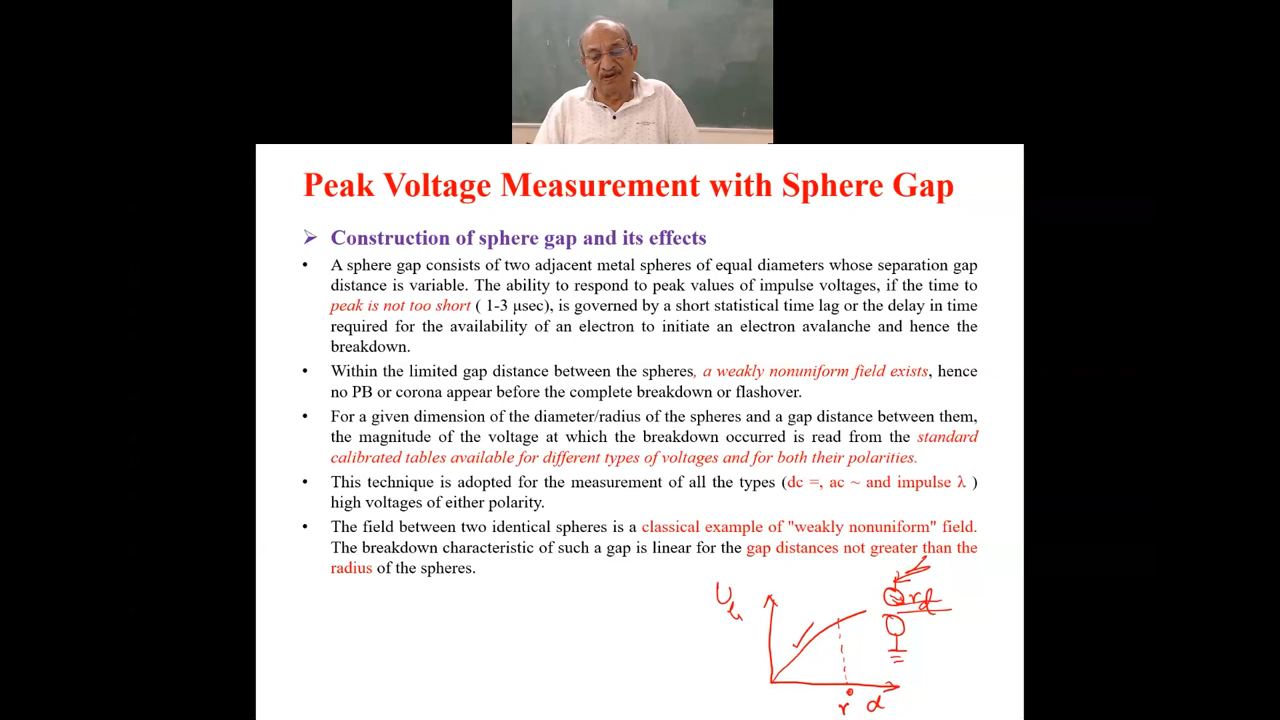 Peak Voltage Measurement with Sphere Gap
➢ Construction of sphere gap and its effects
• A sphere gap consists of two adjacent metal spheres of equal diameters whose separation gap
distance is variable. The ability to respond to peak values of impulse voltages, if the time to
peak is not too short ( 1-3 μsec), is governed by a short statistical time lag or the delay in time
required for the availability of an electron to initiate an electron avalanche and hence the
breakdown.
• Within the limited gap distance between the spheres, a weakly nonuniform field exists, hence
no PB or corona appear before the complete breakdown or flashover.
• For a given dimension of the diameter/radius of the spheres and a gap distance between them,
the magnitude of the voltage at which the breakdown occurred is read from the standard
calibrated tables available for different types of voltages and for both their polarities.
• This technique is adopted for the measurement of all the types (dc =, ac ~ and impulse λ )
high voltages of either polarity.
• The field between two identical spheres is a classical example of "weakly nonuniform" field.
The breakdown characteristic of such a gap is linear for the gap distances not greater than the
radius of the spheres.
r d
r d